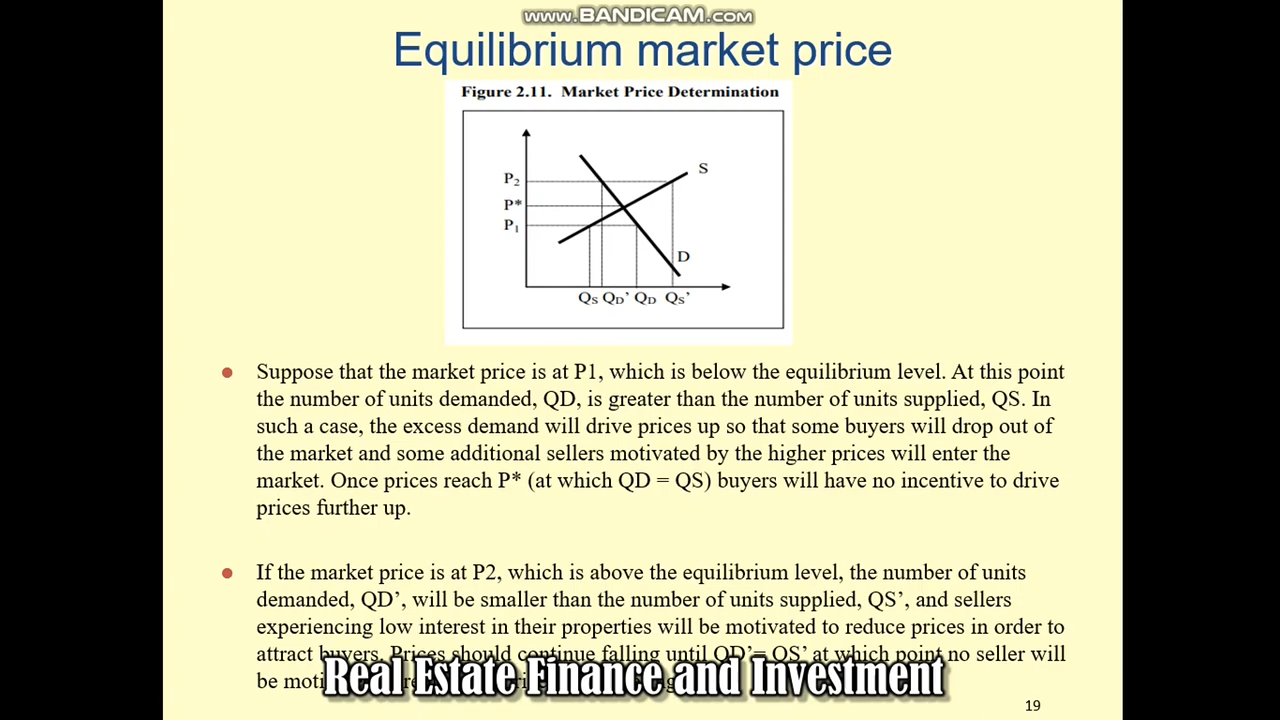 www.BANDICAM.com
Equilibrium market price
Figure 2.11. Market Price Determination
S
P2
P*
P1
D
QS QD’ QD QS’
Suppose that the market price is at P1, which is below the equilibrium level. At this point
the number of units demanded, QD, is greater than the number of units supplied, QS. In
such a case, the excess demand will drive prices up so that some buyers will drop out of
the market and some additional sellers motivated by the higher prices will enter the
market. Once prices reach P* (at which QD = QS) buyers will have no incentive to drive
prices further up.
If the market price is at P2, which is above the equilibrium level, the number of units
demanded, QD’, will be smaller than the number of units supplied, QS’, and sellers
experiencing low interest in their properties will be motivated to reduce prices in order to
attract buyers. Prices should continue falling until QD’= QS’ at which point no seller will
be
Real Estate Finance and Investment
19